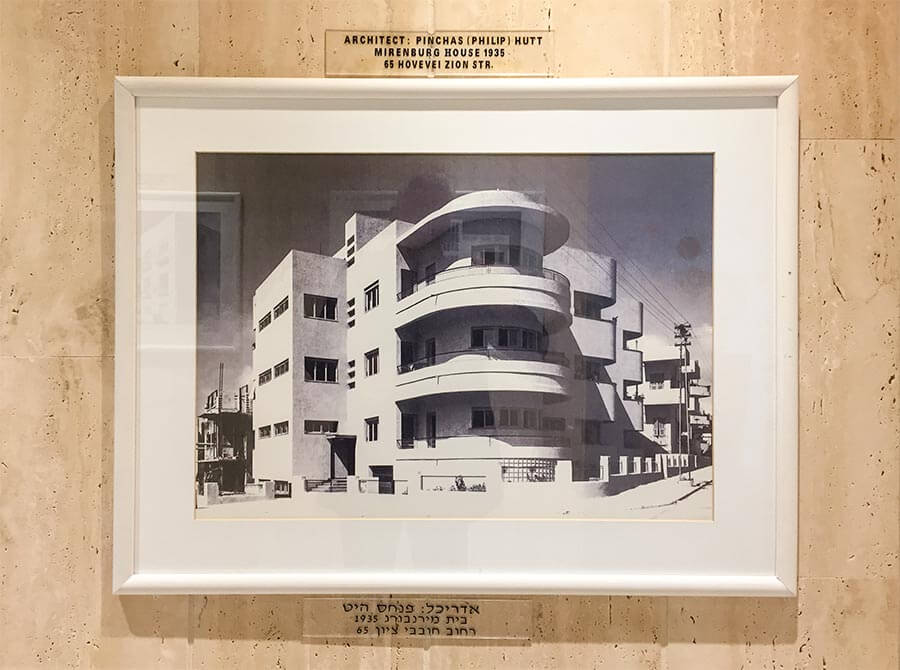 ARCHITECT: PINCHAS (PHILIP) HUTT
MIRENBURG HOUSE 1935
65 HOVEVEI ZION STR.
אדריכל: פנחס היט
בית מירנבורג 1935
רחוב חובבי ציון 65